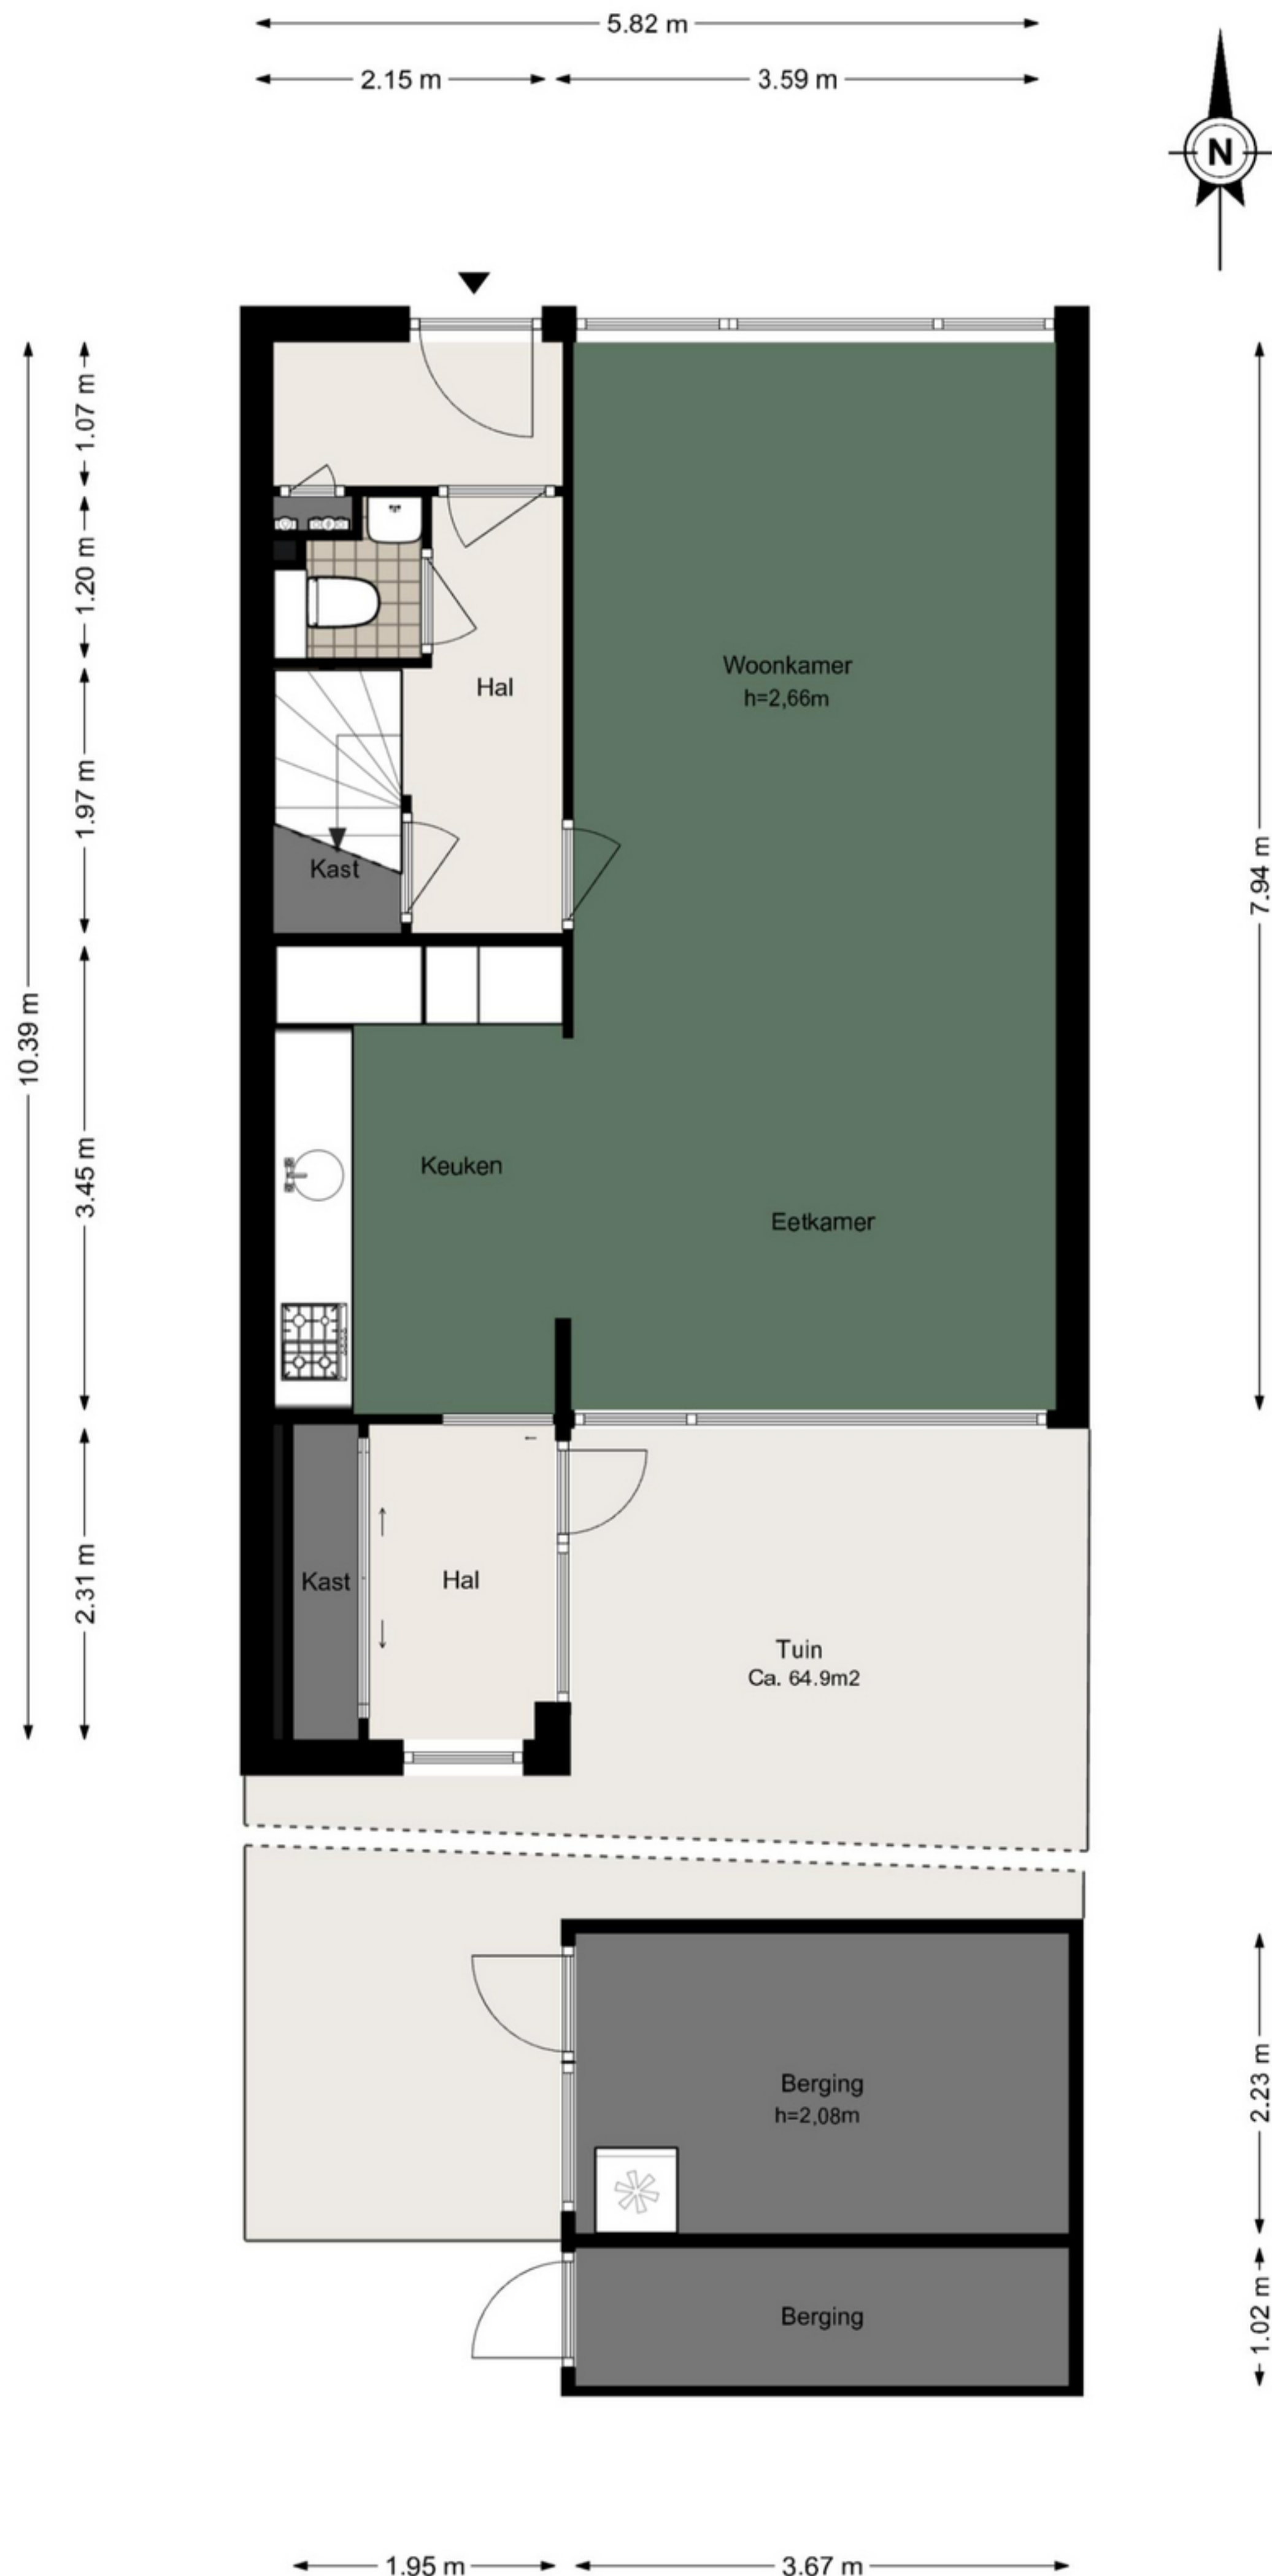 5.82 m
2.15 m
3.59 m
N
1.07 m
1.20 m
1.97 m
3.45 m
2.31 m
10.39 m
7.94 m
Woonkamer
h=2,66m
Hal
Kast
Keuken
Eetkamer
Kast
Hal
Tuin
Ca. 64.9m2
Berging
h=2,08m
2.23 m
Berging
1.02 m
1.95 m
3.67 m